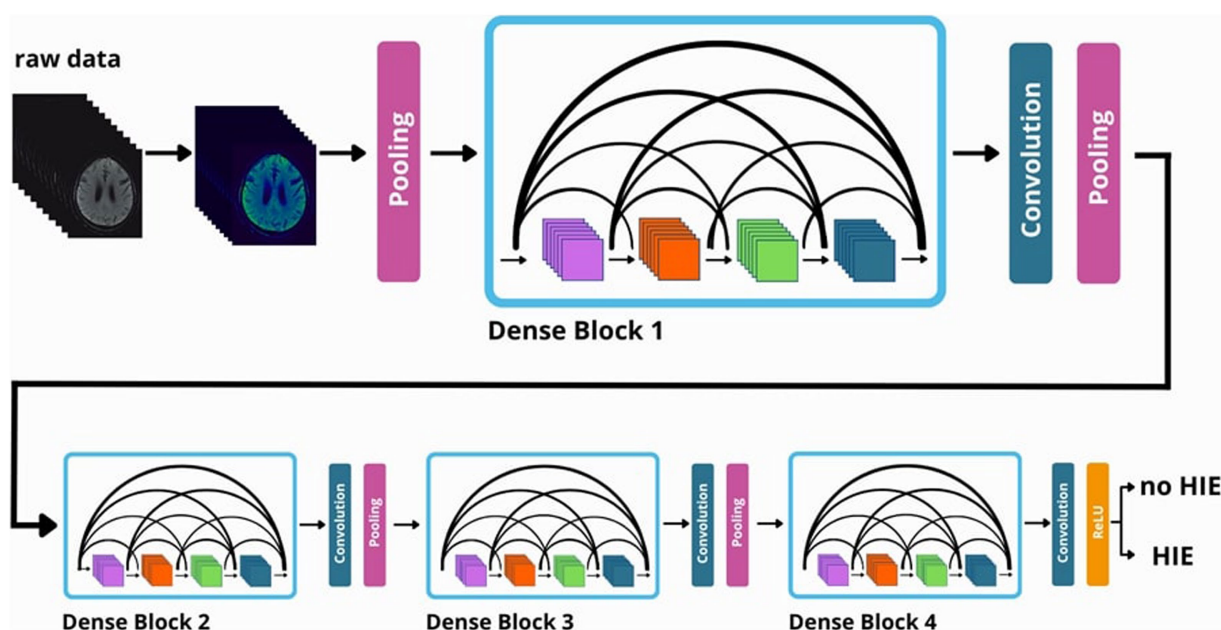 raw data
Pooling
Convolution
Pooling
Dense Block 1
Convolution
Pooling
Convolution
Pooling
Convolution
ReLU
no HIE
HIE
Dense Block 2
Dense Block 3
Dense Block 4